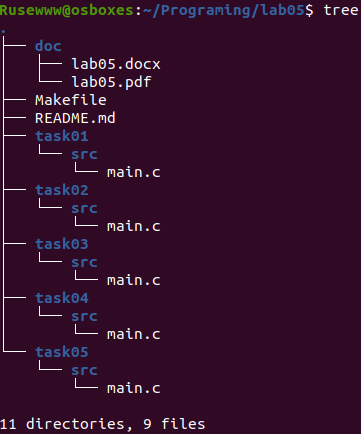 Rusewww@osboxes:~/Programing/lab05$ tree
.
├── doc
│   ├── lab05.docx
│   └── lab05.pdf
├── Makefile
├── README.md
├── task01
│   └── src
│       └── main.c
├── task02
│   └── src
│       └── main.c
├── task03
│   └── src
│       └── main.c
├── task04
│   └── src
│       └── main.c
└── task05
    └── src
        └── main.c

11 directories, 9 files